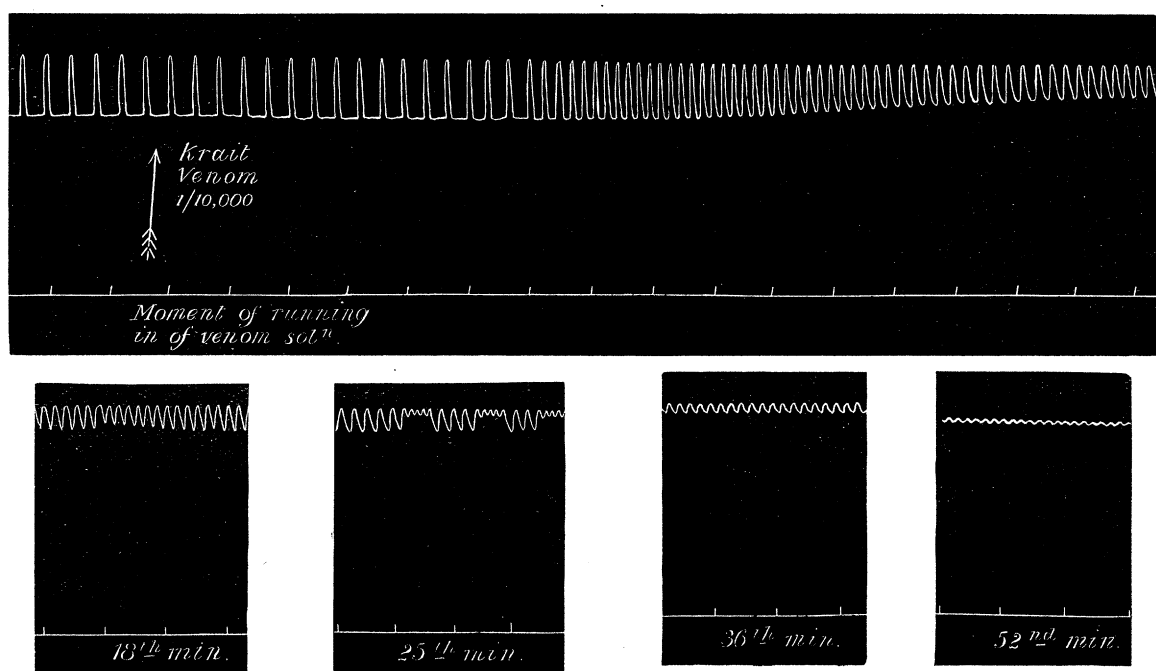 Krait
Venom
1/10,000
Moment of running
in of venom solⁿ.
18th min.
25th min.
36th min.
52nd min.